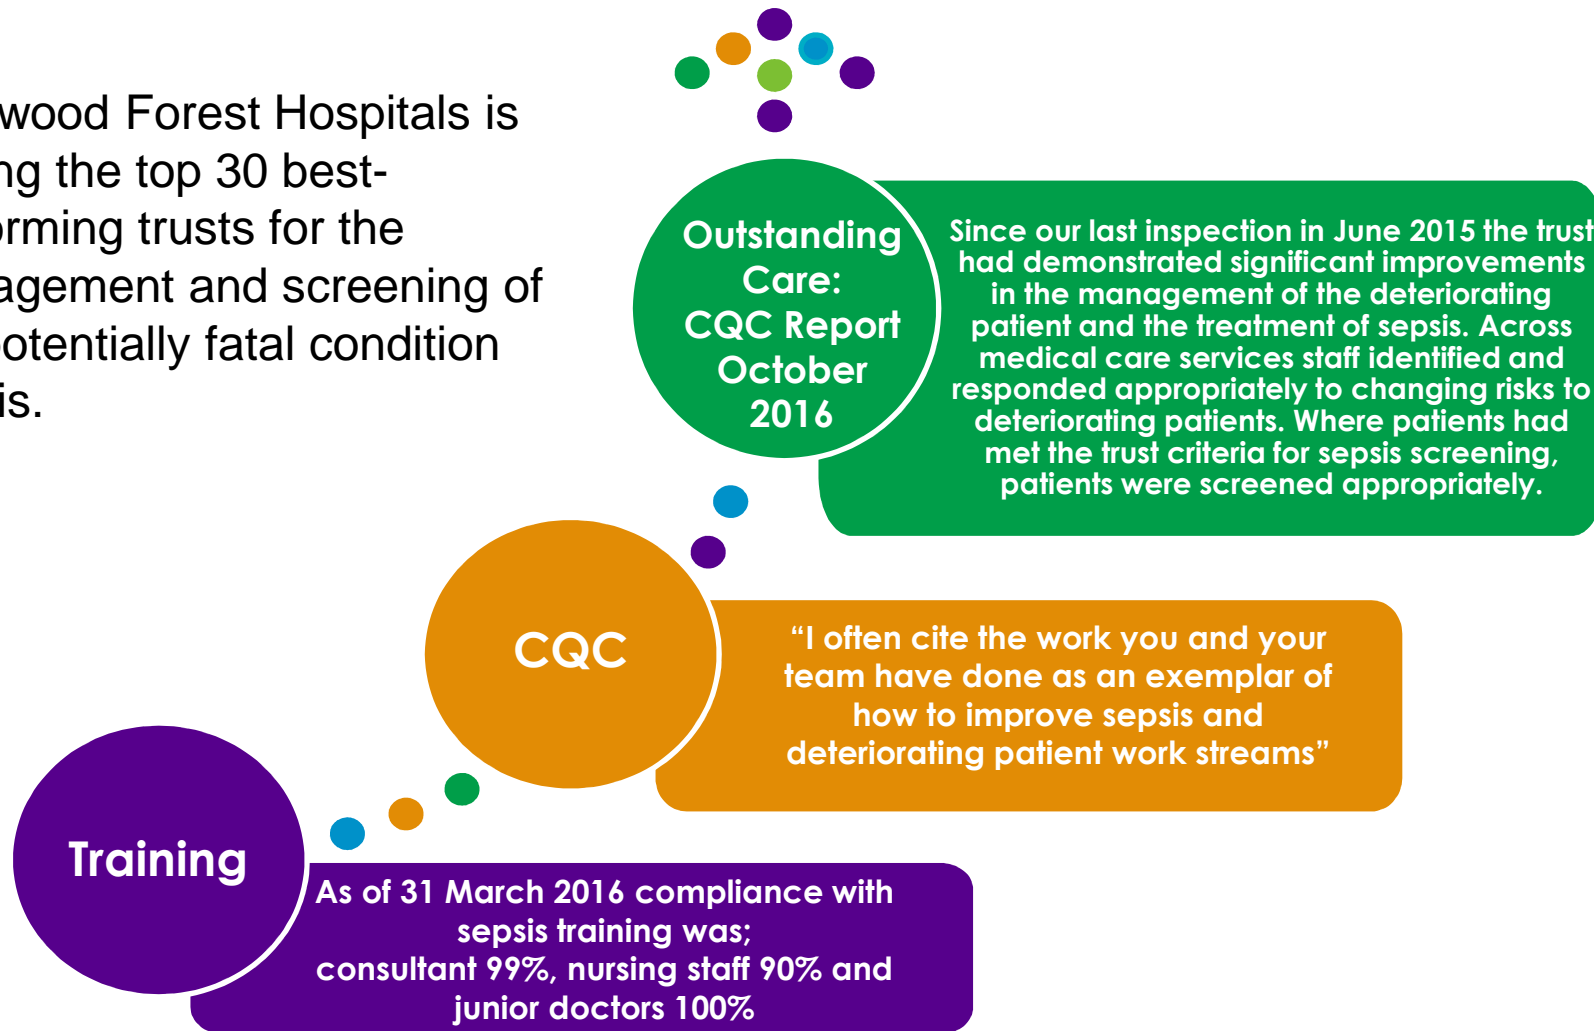 wood Forest Hospitals is
ng the top 30 best-
orming trusts for the
agement and screening of
potentially fatal condition
is.
Outstanding
Care:
CQC Report
October
2016
Since our last inspection in June 2015 the trust
had demonstrated significant improvements
in the management of the deteriorating
patient and the treatment of sepsis. Across
medical care services staff identified and
responded appropriately to changing risks to
deteriorating patients. Where patients had
met the trust criteria for sepsis screening,
patients were screened appropriately.
CQC
“I often cite the work you and your
team have done as an exemplar of
how to improve sepsis and
deteriorating patient work streams”
Training
As of 31 March 2016 compliance with
sepsis training was;
consultant 99%, nursing staff 90% and
junior doctors 100%